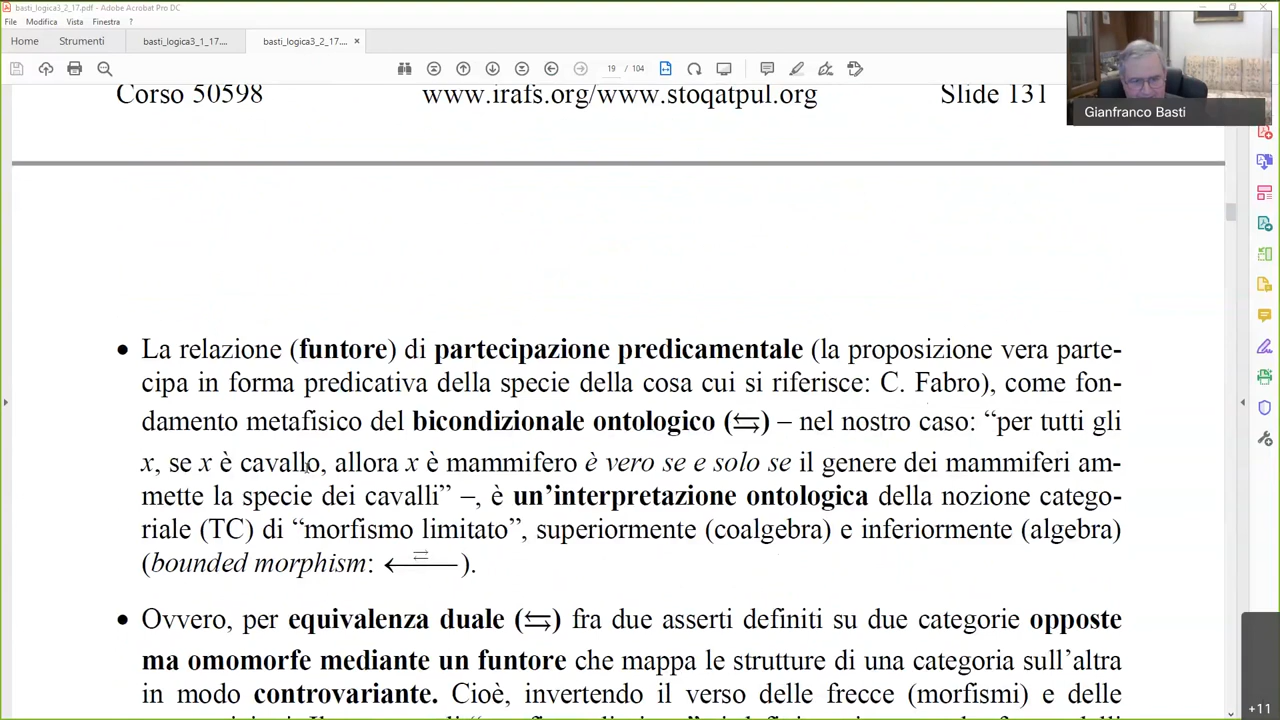 basti_logica3_2_17.pdf - Adobe Acrobat Pro DC
File Modifica Vista Finestra ?
Home Strumenti basti_logica3_1_17.... basti_logica3_2_17.... ×
19 / 104
Corso 50598 www.irafs.org/www.stoqatpul.org Slide 131
Gianfranco Basti
• La relazione (funtore) di partecipazione predicamentale (la proposizione vera parte-
cipa in forma predicativa della specie della cosa cui si riferisce: C. Fabro), come fon-
damento metafisico del bicondizionale ontologico (⇆) – nel nostro caso: “per tutti gli
x, se x è cavallo, allora x è mammifero è vero se e solo se il genere dei mammiferi am-
mette la specie dei cavalli” –, è un’interpretazione ontologica della nozione catego-
riale (TC) di “morfismo limitato”, superiormente (coalgebra) e inferiormente (algebra)
(bounded morphism: ⇄ ⟵).
• Ovvero, per equivalenza duale (⇆) fra due asserti definiti su due categorie opposte
ma omomorfe mediante un funtore che mappa le strutture di una categoria sull’altra
in modo controvariante. Cioè, invertendo il verso delle frecce (morfismi) e delle
+11